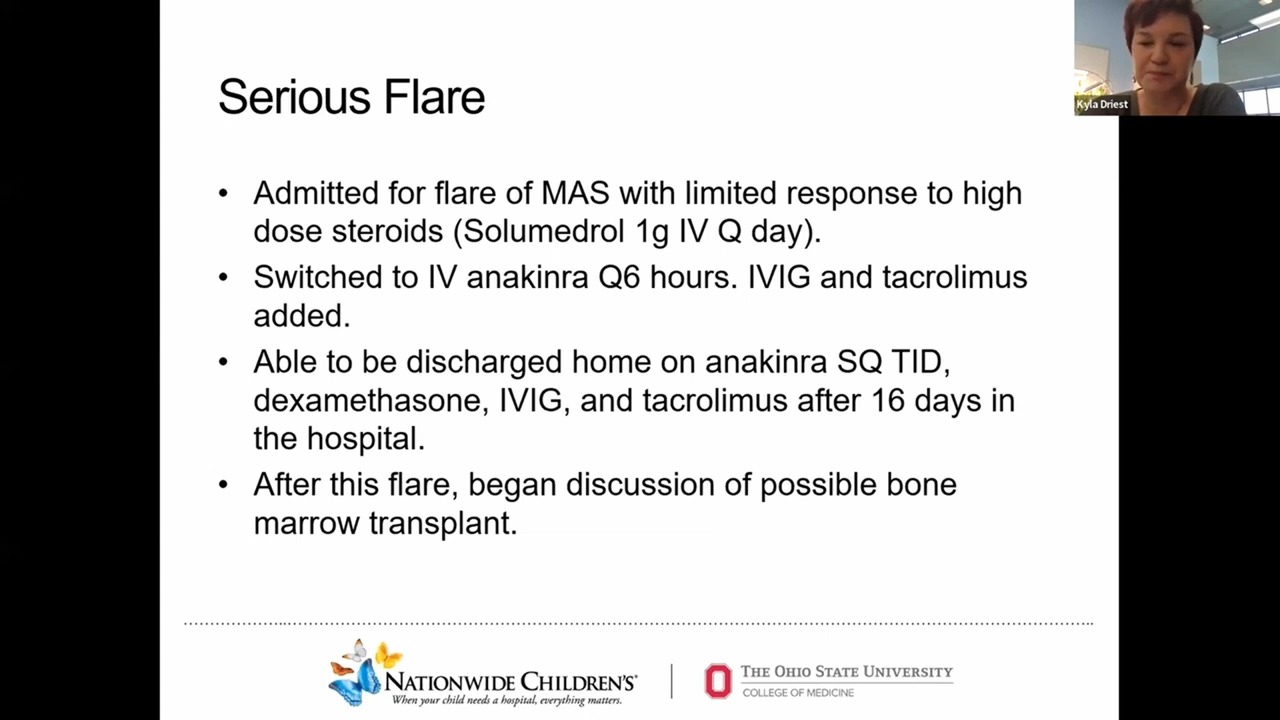 Serious Flare
Kyla Driest
• Admitted for flare of MAS with limited response to high
dose steroids (Solumedrol 1g IV Q day).
• Switched to IV anakinra Q6 hours. IVIG and tacrolimus
added.
• Able to be discharged home on anakinra SQ TID,
dexamethasone, IVIG, and tacrolimus after 16 days in
the hospital.
• After this flare, began discussion of possible bone
marrow transplant.
NATIONWIDE CHILDREN'S®
When your child needs a hospital, everything matters.
THE OHIO STATE UNIVERSITY
COLLEGE OF MEDICINE